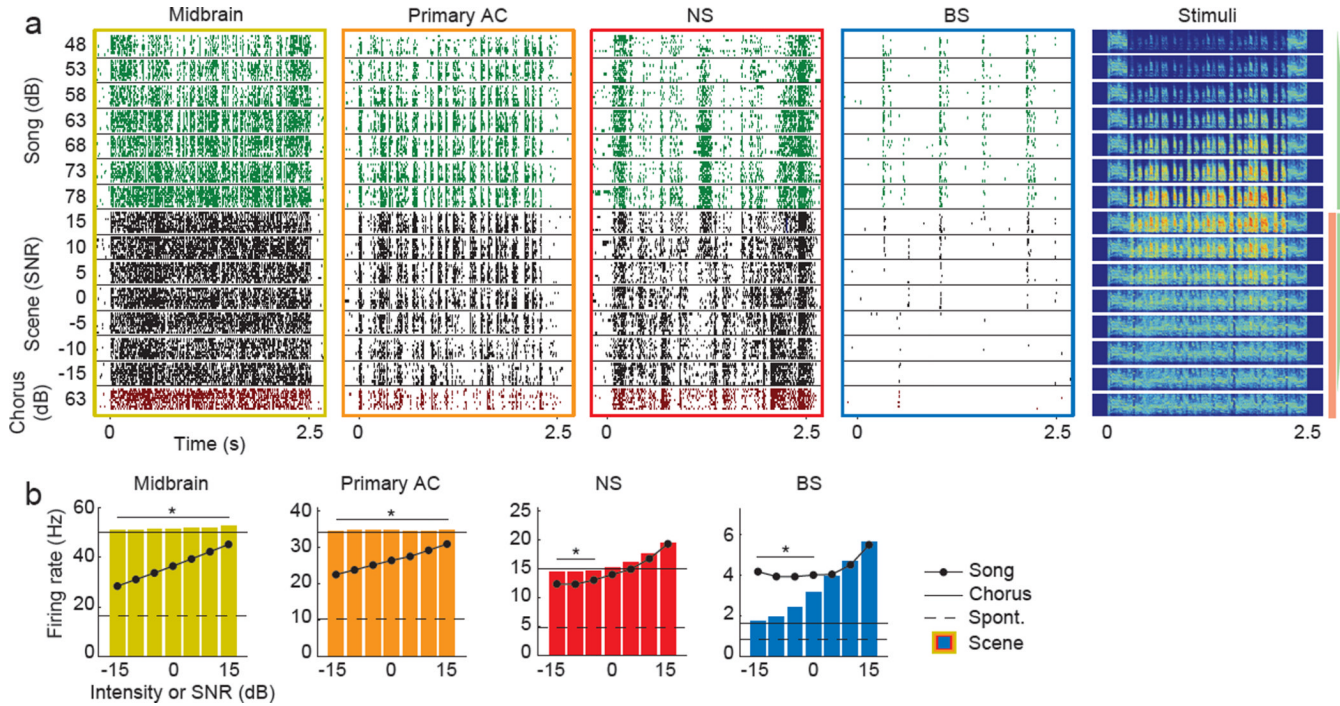 a
Midbrain Primary AC NS BS Stimuli
Song (dB)
48
53
58
63
68
73
78
Scene (SNR)
15
10
5
0
-5
-10
-15
Chorus (dB)
63
0 2.5 0 2.5 0 2.5 0 2.5 0 2.5
Time (s)
b
Midbrain Primary AC NS BS
Firing rate (Hz)
60
40
20
0
*
-15 0 15
40
30
20
10
0
*
-15 0 15
25
20
15
10
5
0
*
-15 0 15
6
4
2
0
*
-15 0 15
Intensity or SNR (dB)
Song
Chorus
Spont.
Scene